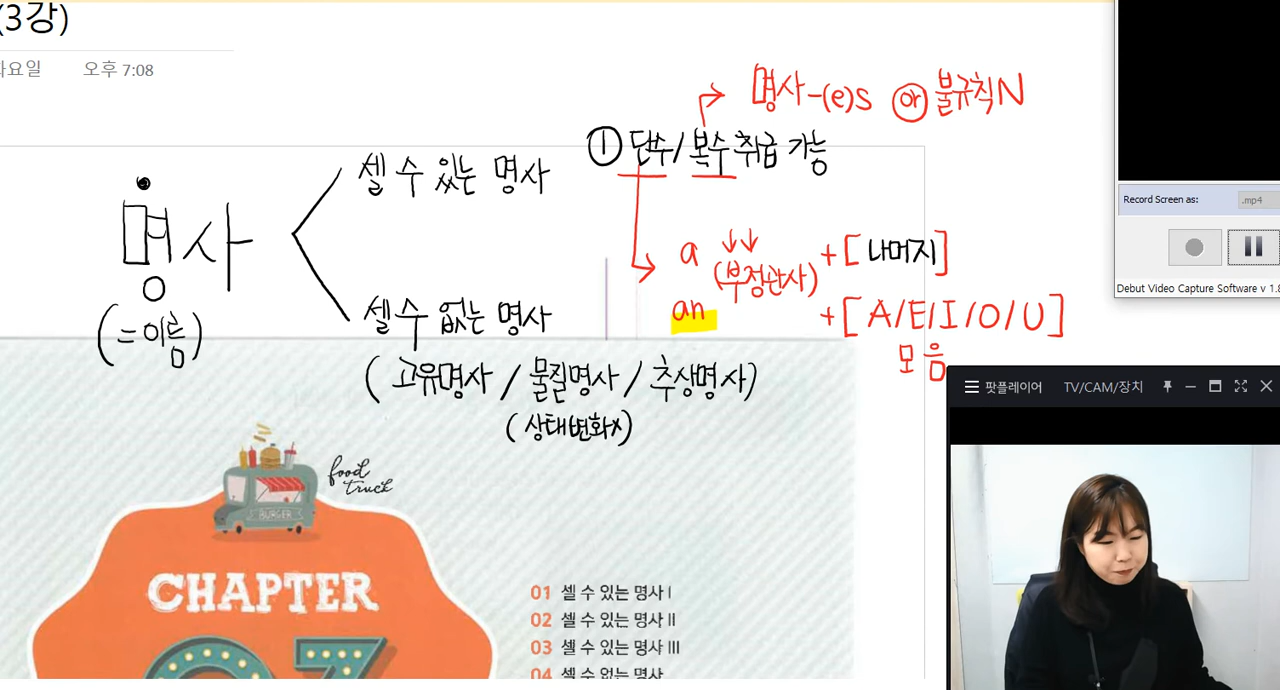 (3강)
화요일 오후 7:08
명사-(e)s or 불규칙N
① 단수/복수 취급 가능
셀 수 있는 명사
명사
(=이름)
a (부정관사) +[나머지]
an +[A/E/I/O/U]
모음
셀 수 없는 명사
(고유명사 / 물질명사 / 추상명사)
(상태변화x)
food truck
BURGER
CHAPTER
07
01 셀 수 있는 명사 I
02 셀 수 있는 명사 II
03 셀 수 있는 명사 III
04 셀 수 없는 명사
Record Screen as: .mp4
Debut Video Capture Software v 1.8
팟플레이어 TV/CAM/장치